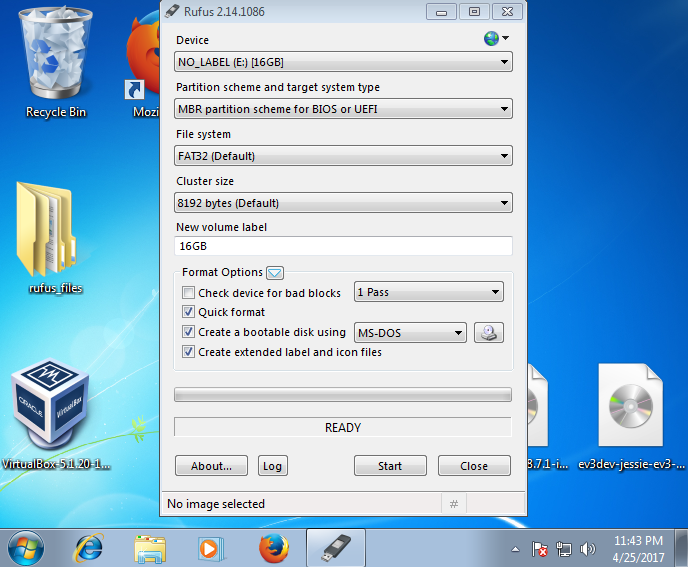 Rufus 2.14.1086
Device
NO_LABEL (E:) [16GB]
Partition scheme and target system type
MBR partition scheme for BIOS or UEFI
File system
FAT32 (Default)
Cluster size
8192 bytes (Default)
New volume label
16GB
Format Options
Check device for bad blocks
1 Pass
Quick format
Create a bootable disk using
MS-DOS
Create extended label and icon files
READY
About...
Log
Start
Close
No image selected
#
Recycle Bin
Mozi
rufus_files
ORACLE
VirtualBox
VirtualBox-5.1.20-1...
8.7.1-i...
ev3dev-jessie-ev3-...
11:43 PM
4/25/2017